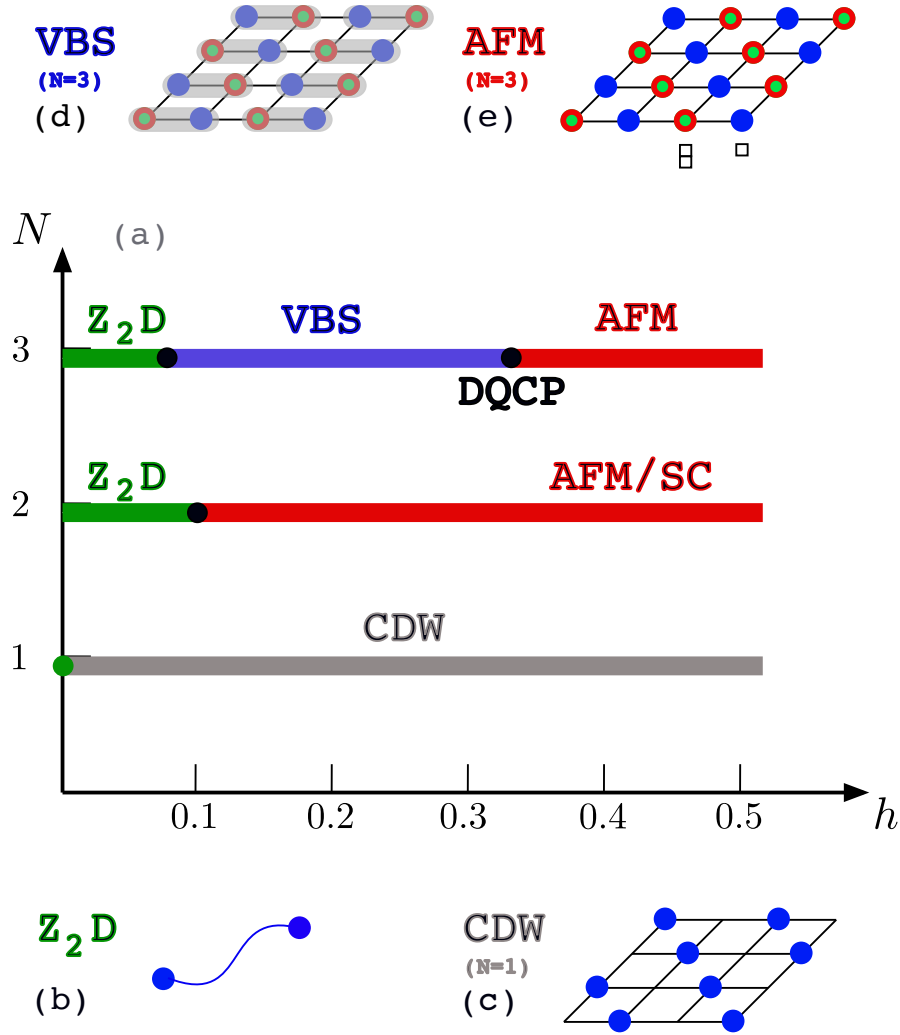 VBS
(N=3)
(d)
AFM
(N=3)
(e)
N
(a)
Z₂D VBS AFM
3
DQCP
Z₂D AFM/SC
2
CDW
1
0.1 0.2 0.3 0.4 0.5 h
Z₂D
(b)
CDW
(N=1)
(c)